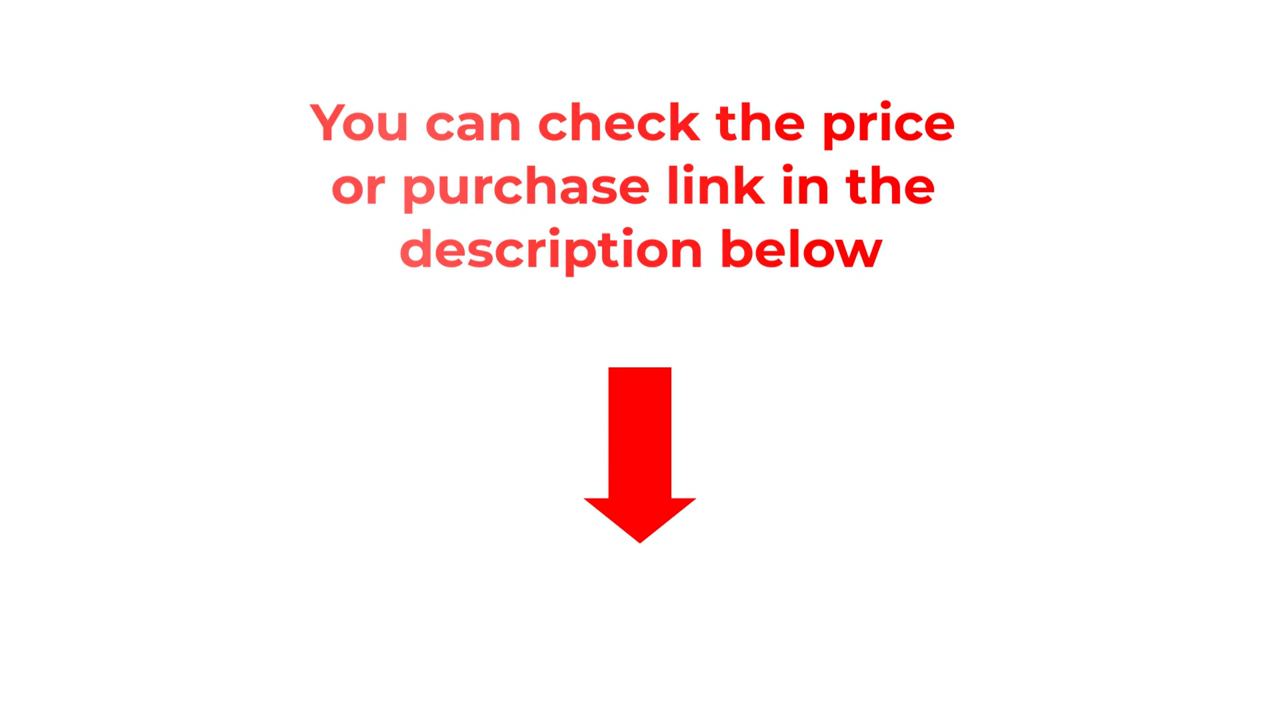 You can check the price
or purchase link in the
description below